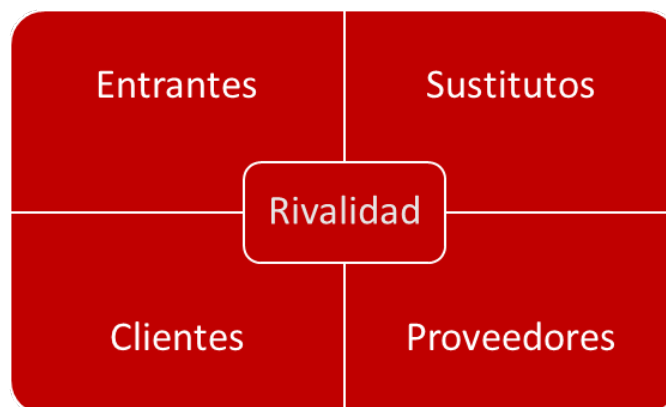 Entrantes
Sustitutos
Rivalidad
Clientes
Proveedores